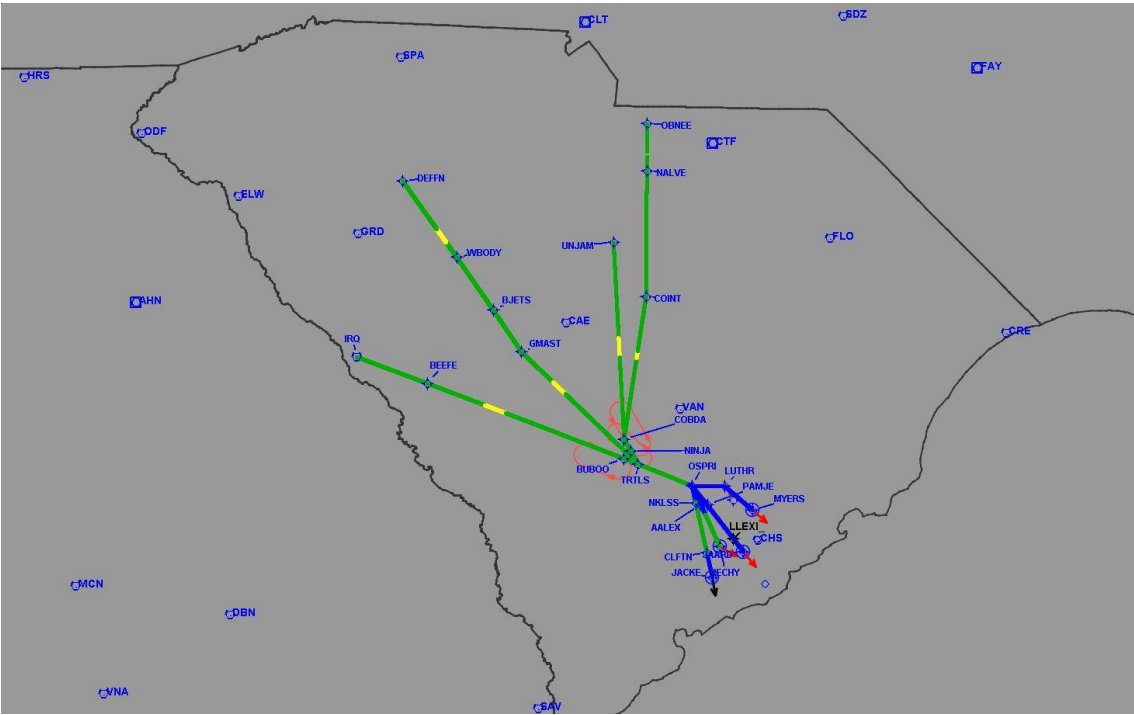 CLT
SDZ
SPA
HRS
FAY
OBNEE
ODF
CTF
NALVE
DEFFN
ELW
GRD
FLO
UNJAM
WBODY
AHN
BJETS
COINT
CAE
CRE
IRQ
GMAST
BEEFE
VAN
COBDA
NINJA
BUBOO
OSPRI
LUTHR
TRTLS
PAMJE
NKLSS
MYERS
AALEX
LLEXI
CHS
CLFTN
JACKE
MCN
DBN
VNA
SAV